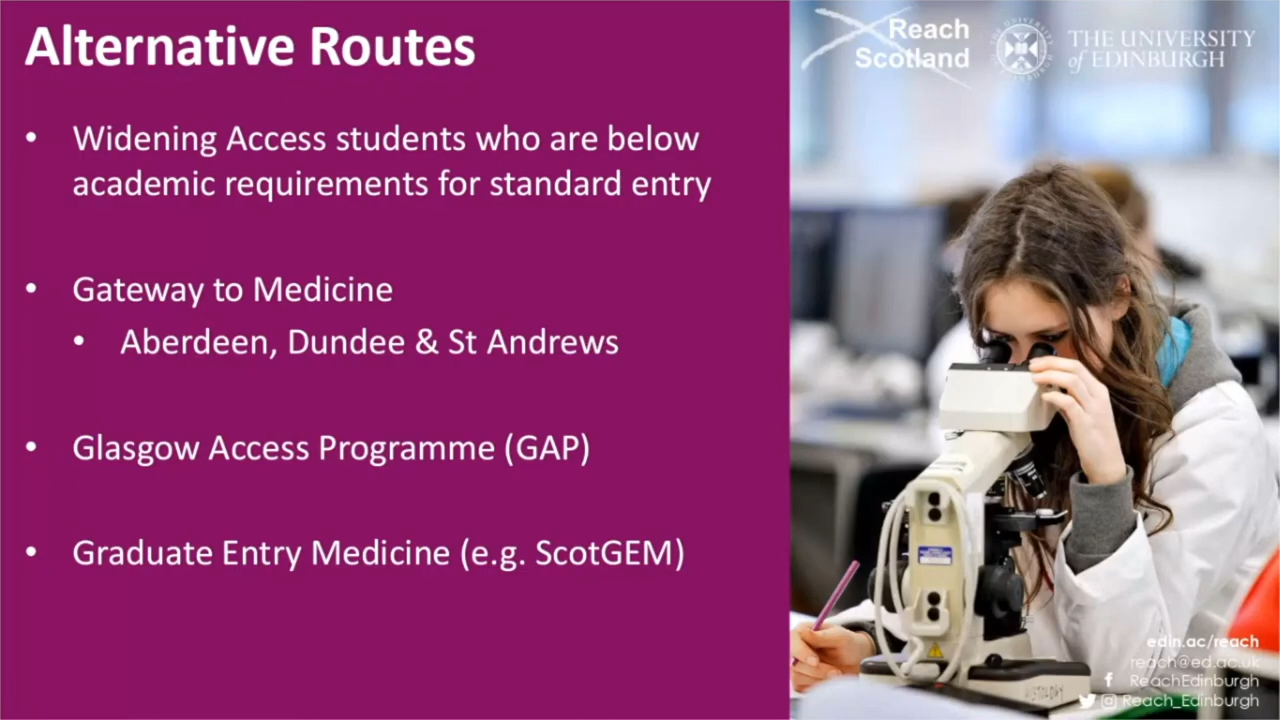 Alternative Routes
• Widening Access students who are below
academic requirements for standard entry
• Gateway to Medicine
• Aberdeen, Dundee & St Andrews
• Glasgow Access Programme (GAP)
• Graduate Entry Medicine (e.g. ScotGEM)
Reach
Scotland
THE UNIVERSITY
of EDINBURGH
HISTOLOGY
edin.ac/reach
reach@ed.ac.uk
ReachEdinburgh
Reach_Edinburgh